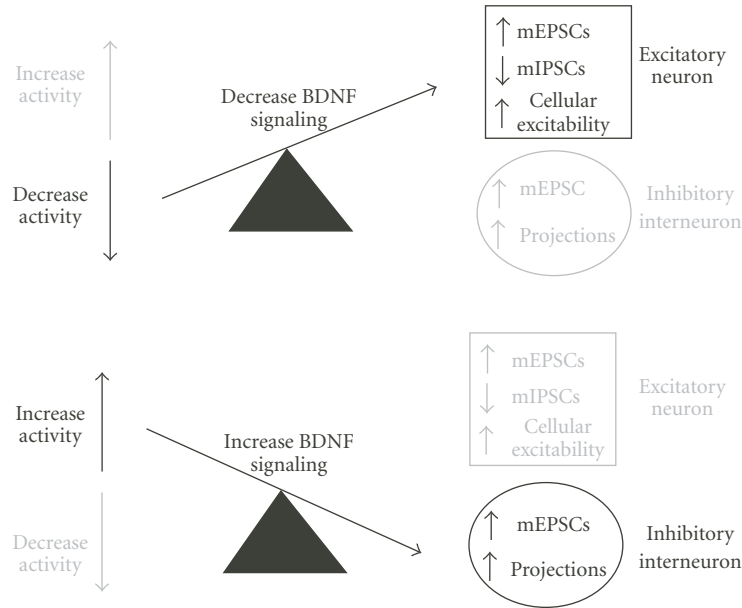 Increase
activity
Decrease
activity
Decrease BDNF
signaling
↑ mEPSCs
↓ mIPSCs
↑ Cellular
excitability
Excitatory
neuron
↑ mEPSC
↑ Projections
Inhibitory
interneuron
Increase
activity
Decrease
activity
Increase BDNF
signaling
↑ mEPSCs
↓ mIPSCs
↑ Cellular
excitability
Excitatory
neuron
↑ mEPSCs
↑ Projections
Inhibitory
interneuron